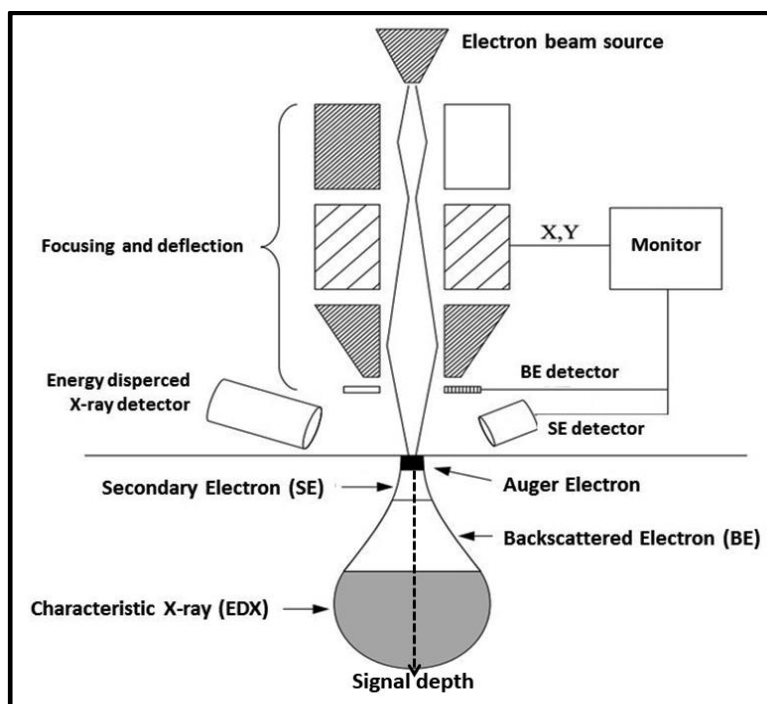 Electron beam source
Focusing and deflection
X,Y
Monitor
Energy disperced
X-ray detector
BE detector
SE detector
Secondary Electron (SE)
Auger Electron
Backscattered Electron (BE)
Characteristic X-ray (EDX)
Signal depth